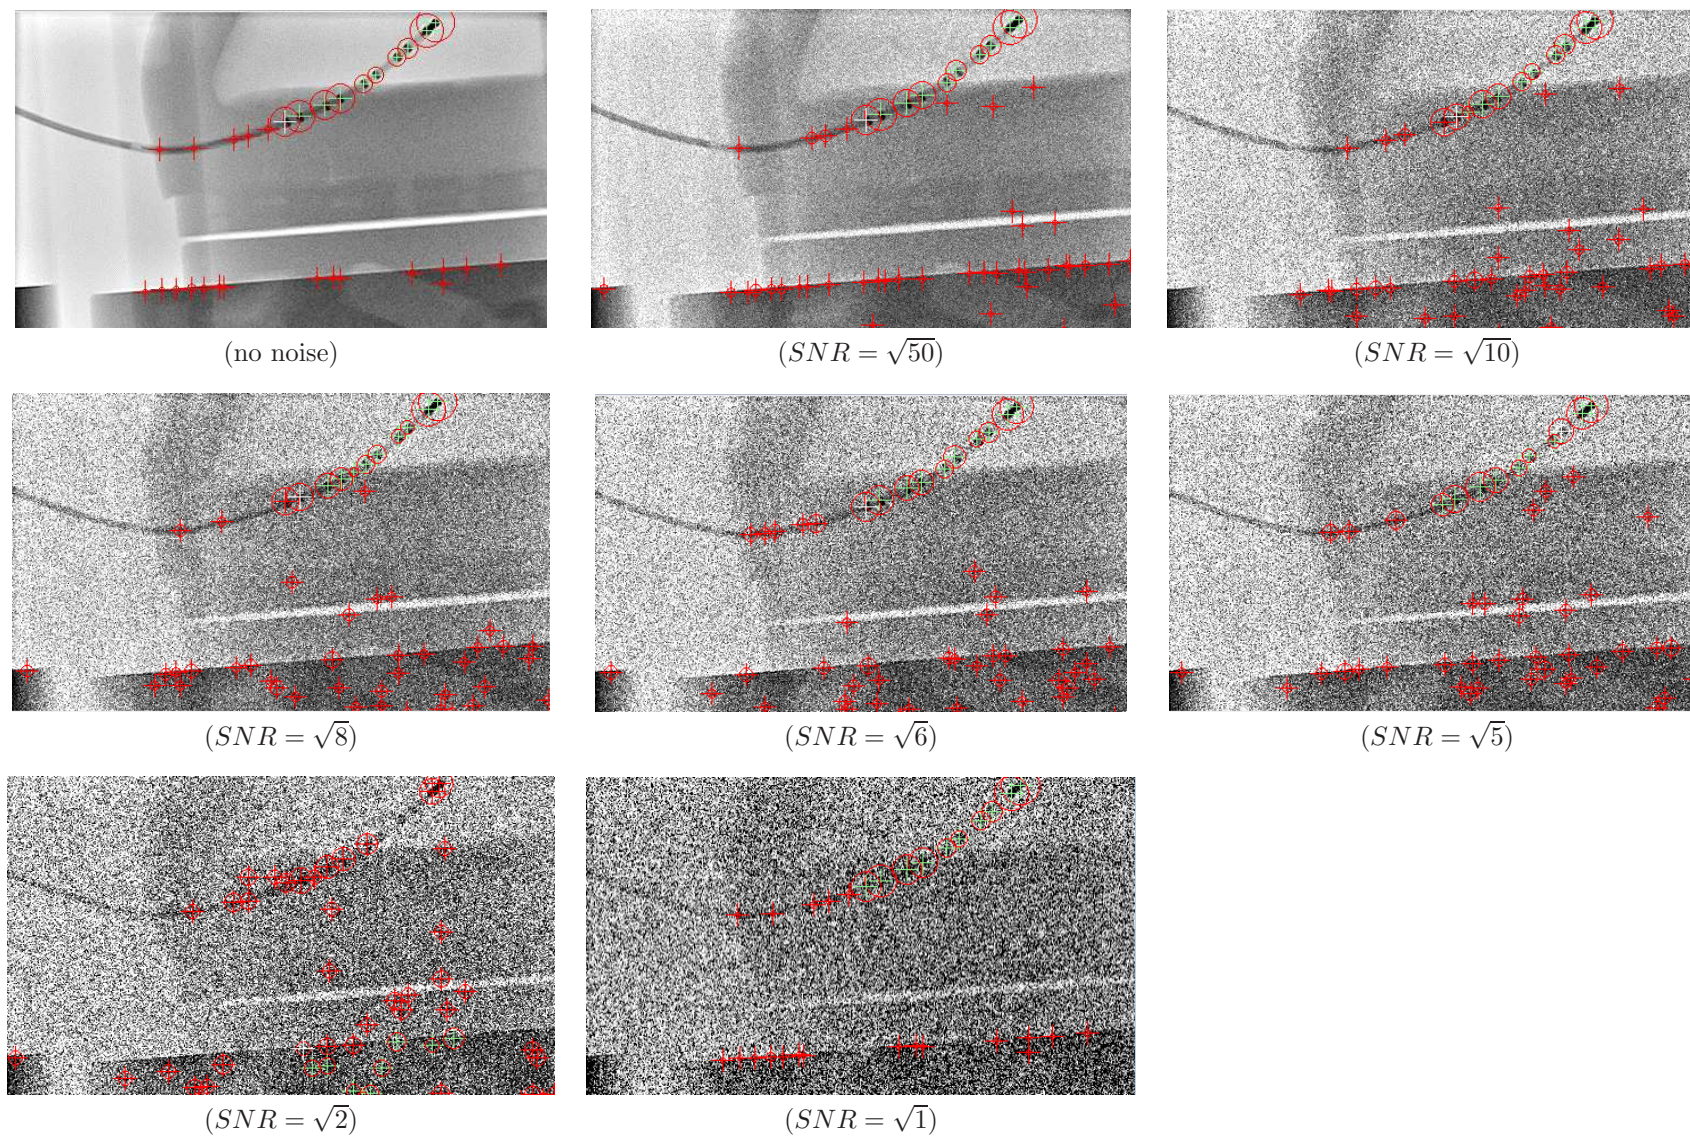 (no noise)
(SNR = √50)
(SNR = √10)
(SNR = √8)
(SNR = √6)
(SNR = √5)
(SNR = √2)
(SNR = √1)